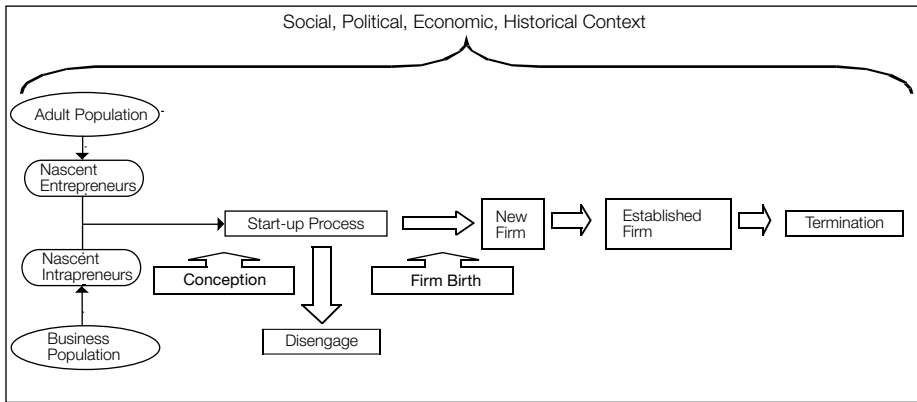 Social, Political, Economic, Historical Context
Adult Population
Nascent
Entrepreneurs
Start-up Process
New
Firm
Established
Firm
Termination
Nascent
Intrapreneurs
Conception
Firm Birth
Business
Population
Disengage